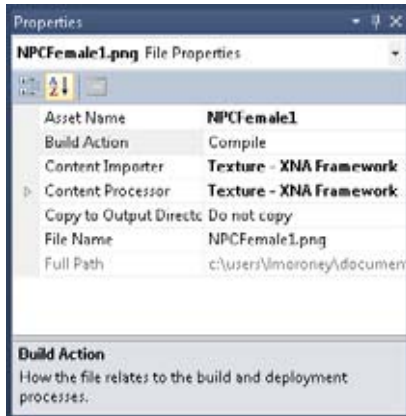 Properties
NPCFemale1.png File Properties
Asset Name NPCFemale1
Build Action Compile
Content Importer Texture - XNA Framework
Content Processor Texture - XNA Framework
Copy to Output Directc Do not copy
File Name NPCFemale1.png
Full Path c:\users\lmoroney\documen
Build Action
How the file relates to the build and deployment
processes.